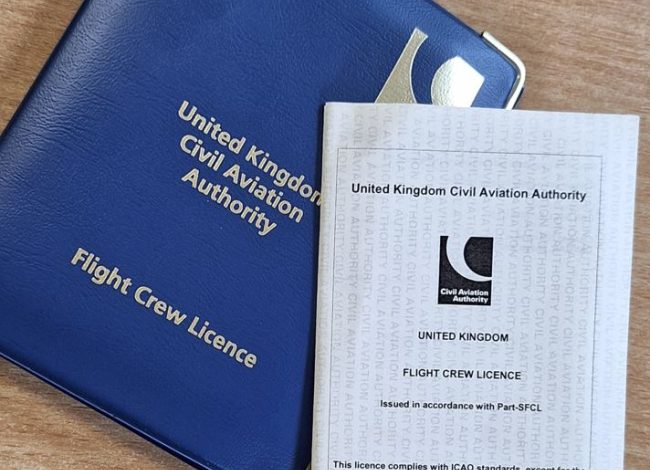 United Kingdom
Civil Aviation
Authority
Flight Crew Licence
United Kingdom Civil Aviation Authority
Civil Aviation
Authority
UNITED KINGDOM
FLIGHT CREW LICENCE
Issued in accordance with Part-SFCL
This licence complies with ICAO standards, except for the